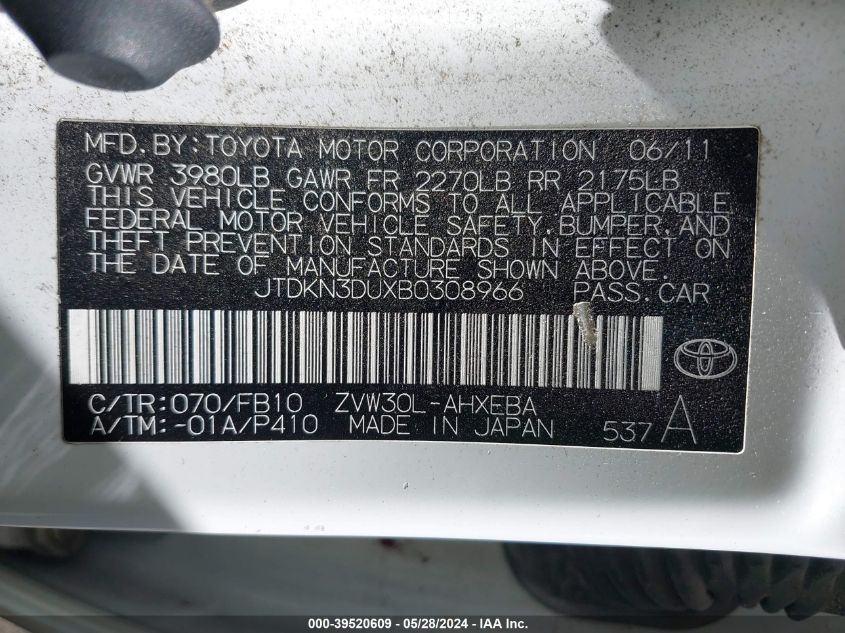 MFD. BY: TOYOTA MOTOR CORPORATION 06/11
GVWR 3980LB GAWR FR 2270LB RR 2175LB
THIS VEHICLE CONFORMS TO ALL APPLICABLE
FEDERAL MOTOR VEHICLE SAFETY, BUMPER, AND
THEFT PREVENTION STANDARDS IN EFFECT ON
THE DATE OF MANUFACTURE SHOWN ABOVE.
JTDKN3DUXB0308966 PASS. CAR
C/TR: 070/FB10 ZVW30L-AHXEBA
A/TM: -01A/P410 MADE IN JAPAN 537 A
000-39520609 - 05/28/2024 - IAA Inc.